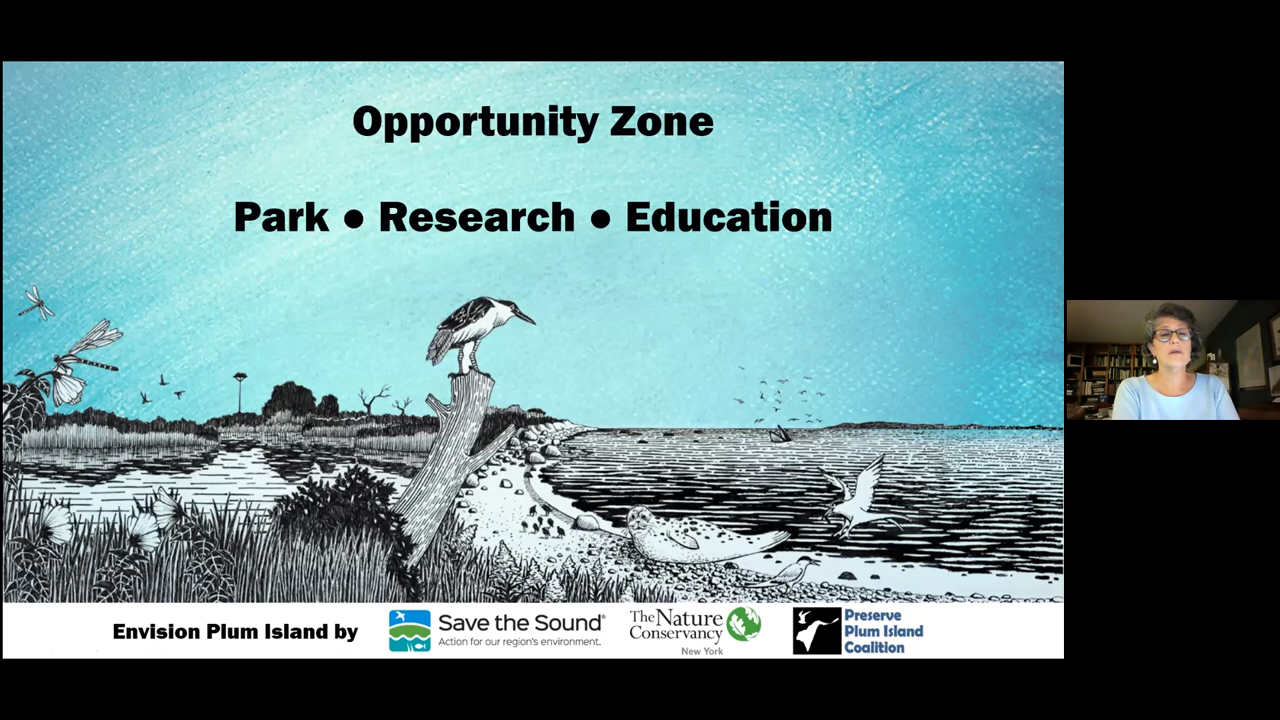 Opportunity Zone
Park ● Research ● Education
Envision Plum Island by
Save the Sound®
Action for our region's environment.
The Nature
Conservancy
New York
Preserve
Plum Island
Coalition